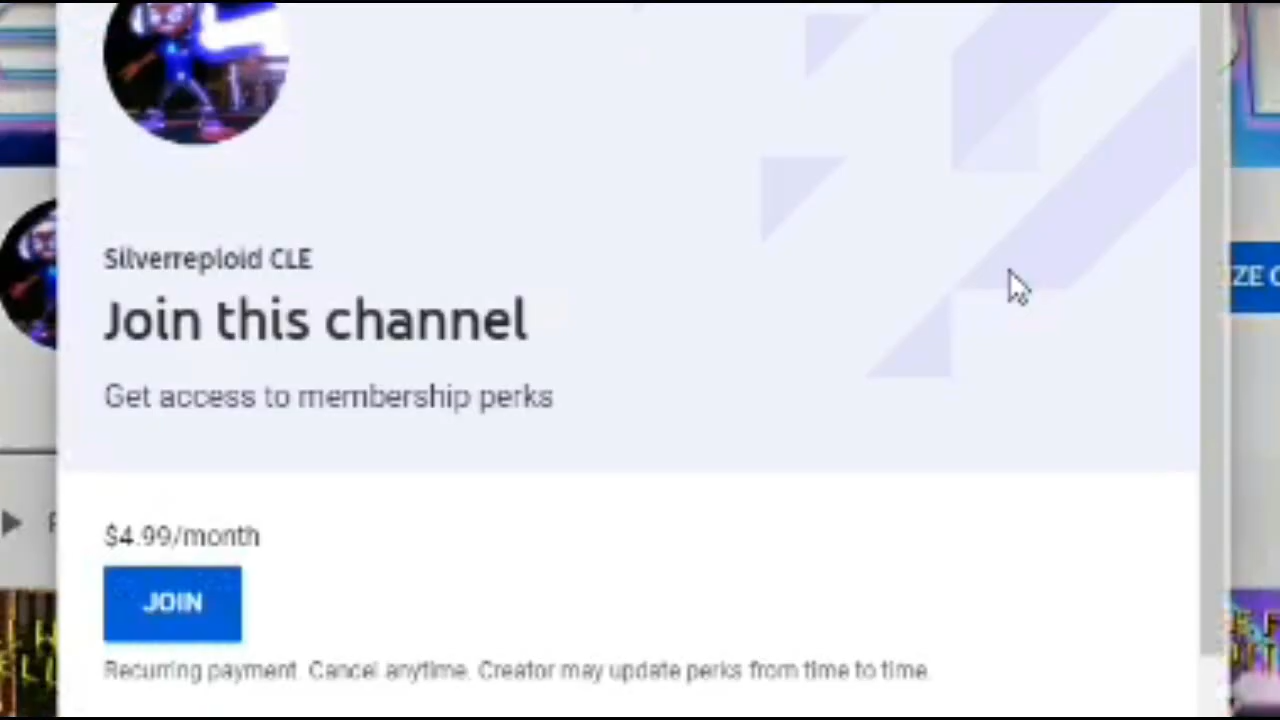 Silverreploid CLE
Join this channel
Get access to membership perks
ZE C
$4.99/month
JOIN
Recurring payment. Cancel anytime. Creator may update perks from time to time.